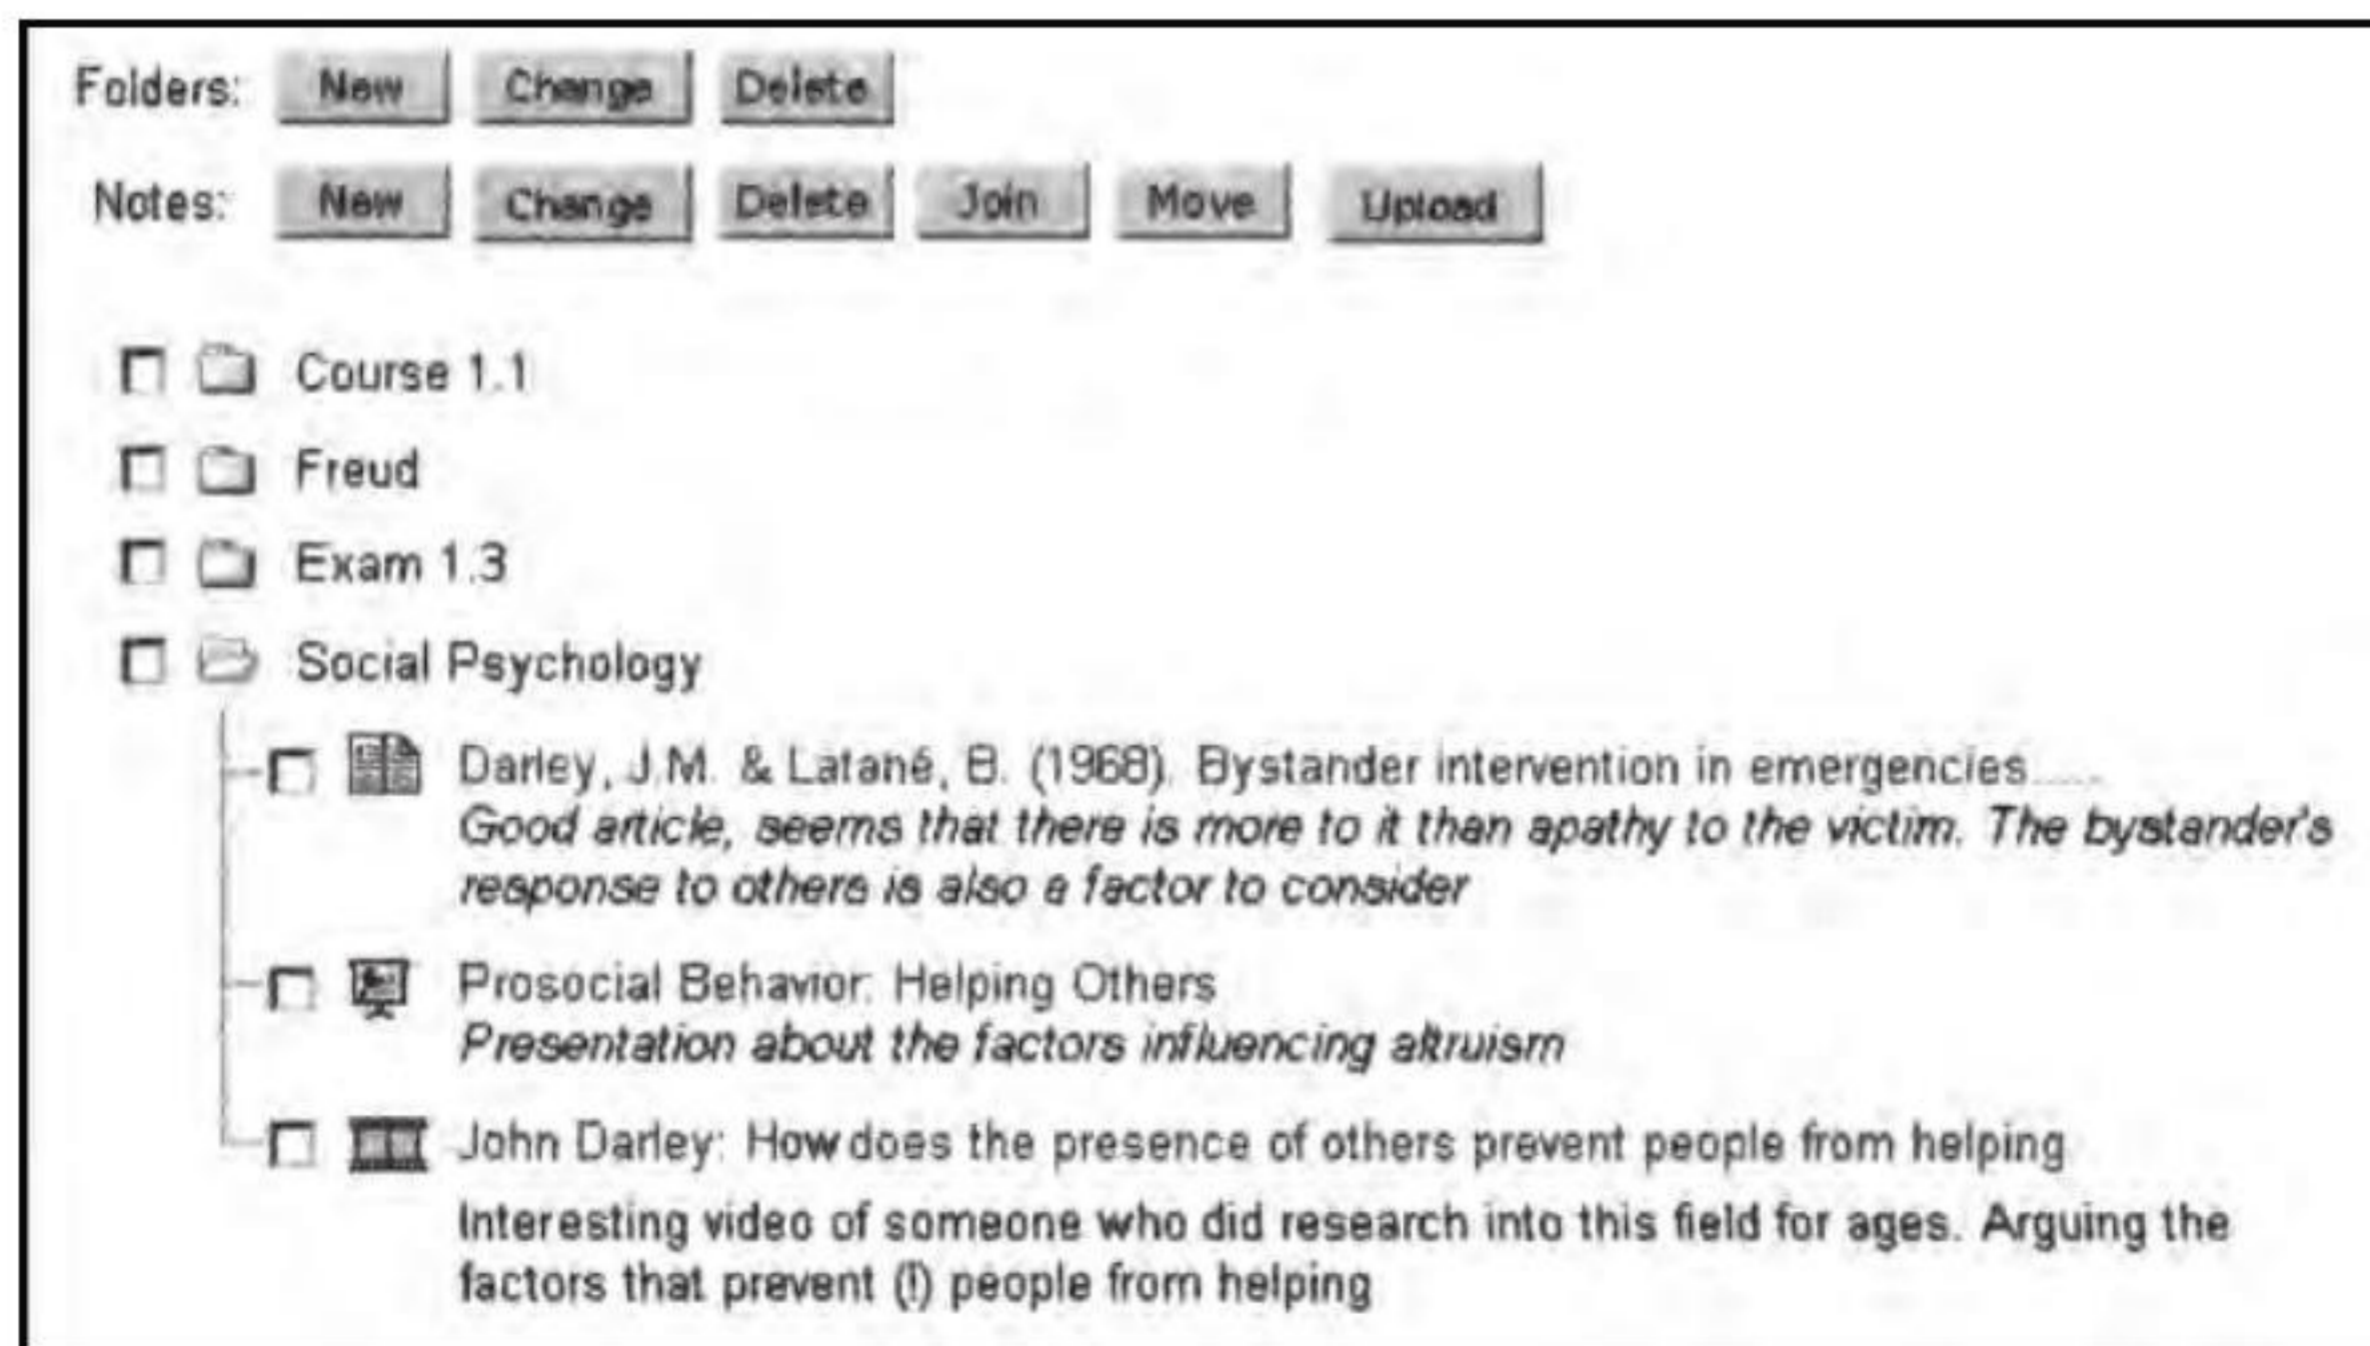 Folders: New Change Delete
Notes: New Change Delete Join Move Upload
Course 1.1
Freud
Exam 1.3
Social Psychology
Darley, J.M. & Latané, B. (1968). Bystander intervention in emergencies.....
Good article, seems that there is more to it than apathy to the victim. The bystander's
response to others is also a factor to consider
Prosocial Behavior: Helping Others
Presentation about the factors influencing altruism
John Darley: How does the presence of others prevent people from helping
Interesting video of someone who did research into this field for ages. Arguing the
factors that prevent (!) people from helping